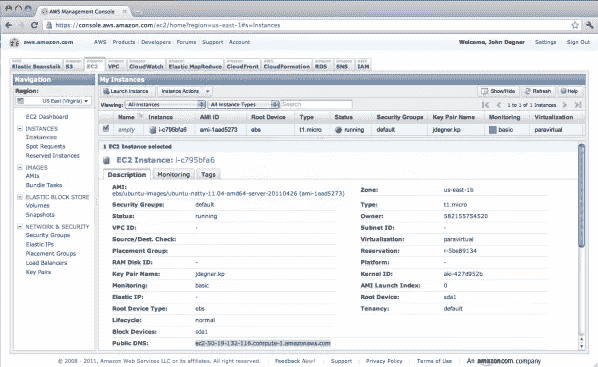 AWS Management Console
https://console.aws.amazon.com/ec2/home?region=us-east-1#s=Instances
aws.amazon.com AWS Products Developers Forums Support Account Welcome, John Degner Settings Sign Out
Elastic Beanstalk S3 EC2 VPC CloudWatch Elastic MapReduce CloudFront CloudFormation RDS SNS IAM
Navigation
Region:
US East (Virginia)
EC2 Dashboard
INSTANCES
Instances
Spot Requests
Reserved Instances
IMAGES
AMIs
Bundle Tasks
ELASTIC BLOCK STORE
Volumes
Snapshots
NETWORK & SECURITY
Security Groups
Elastic IPs
Placement Groups
Load Balancers
Key Pairs
My Instances
Launch Instance Instance Actions Show/Hide Refresh Help
Viewing: All Instances All Instance Types Search 1 to 1 of 1 Instances
Name Instance AMI ID Root Device Type Status Security Groups Key Pair Name Monitoring Virtualization
empty i-c795bfa6 ami-1aad5273 ebs t1.micro running default jdegner.kp basic paravirtual
1 EC2 Instance selected
EC2 Instance: i-c795bfa6
Description Monitoring Tags
AMI: Zone: us-east-1b
ebs/ubuntu-images/ubuntu-natty-11.04-amd64-server-20110426 (ami-1aad5273)
Security Groups: default Type: t1.micro
Status: running Owner: 582155754520
VPC ID: - Subnet ID: -
Source/Dest. Check: Virtualization: paravirtual
Placement Group: Reservation: r-5be89134
RAM Disk ID: - Platform: -
Key Pair Name: jdegner.kp Kernel ID: aki-427d952b
Monitoring: basic AMI Launch Index: 0
Elastic IP: - Root Device: sda1
Root Device Type: ebs Tenancy: default
Lifecycle: normal
Block Devices: sda1
Public DNS: ec2-50-19-132-116.compute-1.amazonaws.com
© 2008 - 2011, Amazon Web Services LLC or its affiliates. All rights reserved. Feedback Support Privacy Policy Terms of Use An amazon.com company